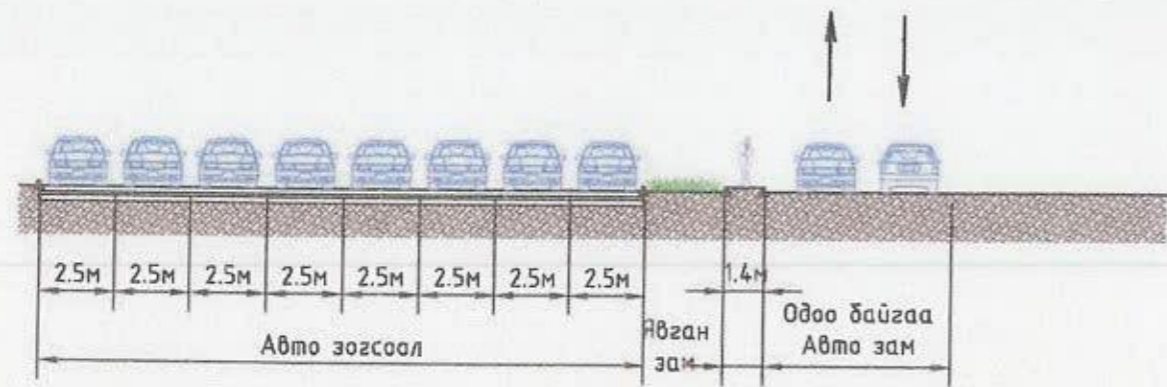 2.5м 2.5м 2.5м 2.5м 2.5м 2.5м 2.5м 2.5м 1.4м
Авто зогсоол
Явган
зам
Одоо байгаа
Авто зам